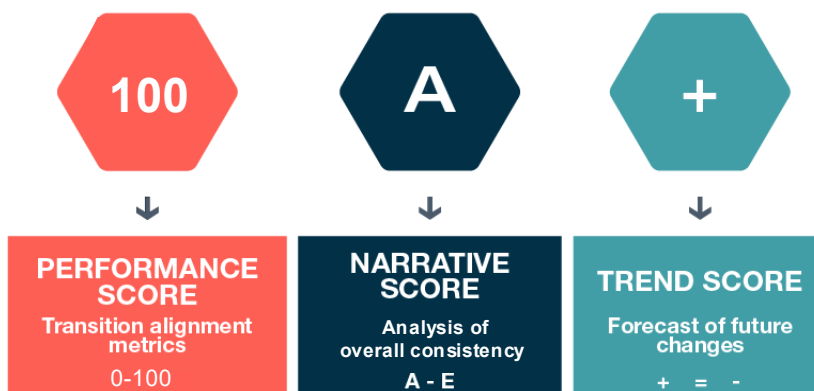 100
A
+
PERFORMANCE
SCORE
Transition alignment
metrics
0-100
NARRATIVE
SCORE
Analysis of
overall consistency
A - E
TREND SCORE
Forecast of future
changes
+ = -